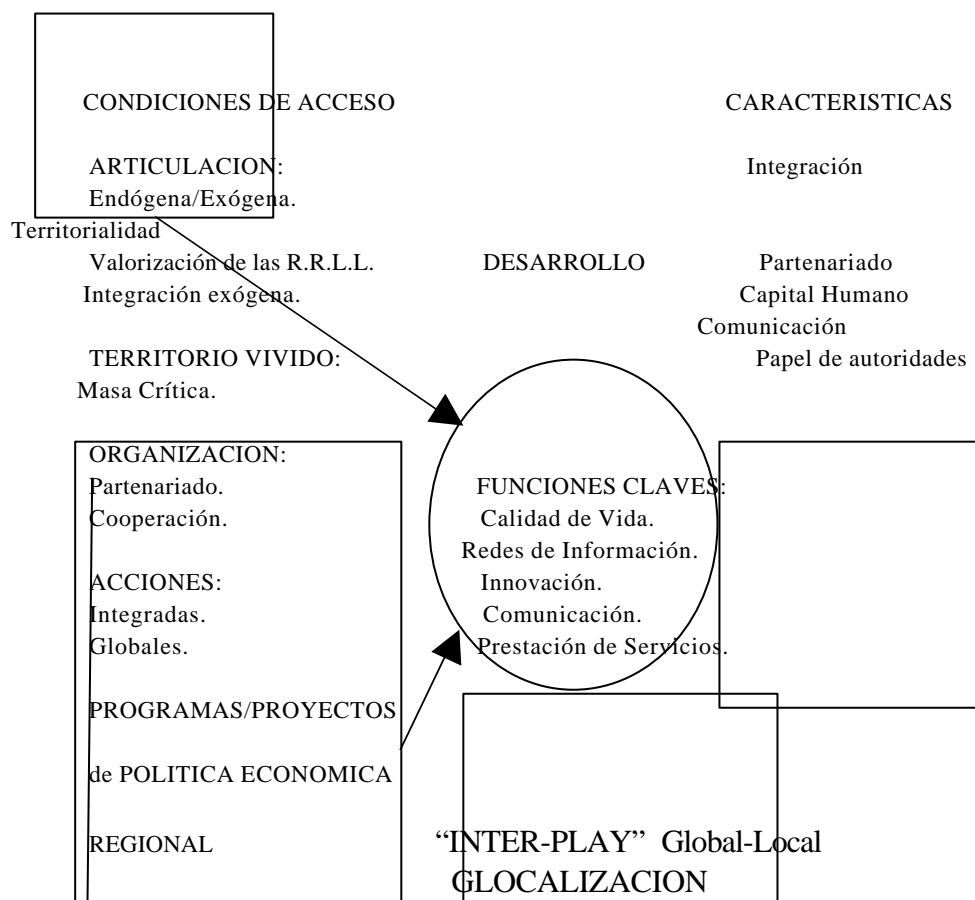 CONDICIONES DE ACCESO CARACTERISTICAS
ARTICULACION: Integración
Endógena/Exógena.
Territorialidad
Valorización de las R.R.L.L. DESARROLLO Partenariado
Integración exógena. Capital Humano
Comunicación
TERRITORIO VIVIDO: Papel de autoridades
Masa Crítica.
ORGANIZACION:
Partenariado. FUNCIONES CLAVES:
Cooperación. Calidad de Vida.
Redes de Información.
ACCIONES: Innovación.
Integradas. Comunicación.
Globales. Prestación de Servicios.
PROGRAMAS/PROYECTOS
de POLITICA ECONOMICA
REGIONAL “INTER-PLAY” Global-Local
GLOCALIZACION